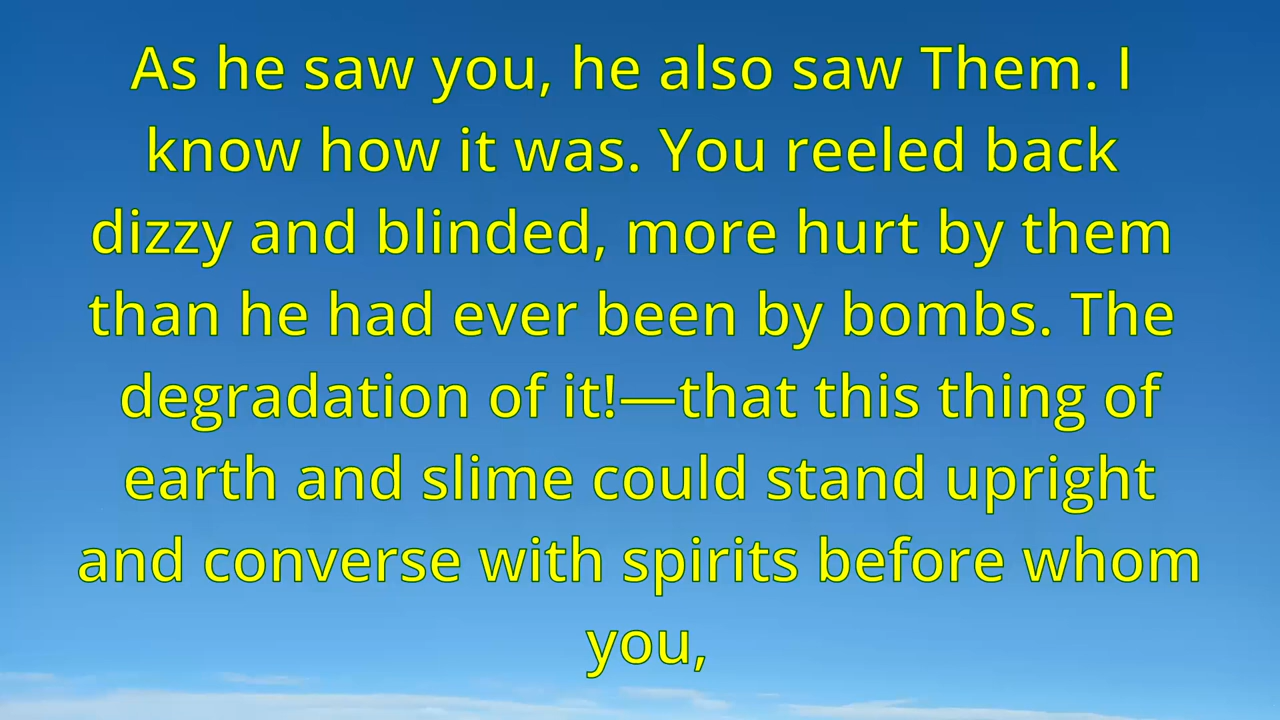 As he saw you, he also saw Them. I
know how it was. You reeled back
dizzy and blinded, more hurt by them
than he had ever been by bombs. The
degradation of it!—that this thing of
earth and slime could stand upright
and converse with spirits before whom
you,